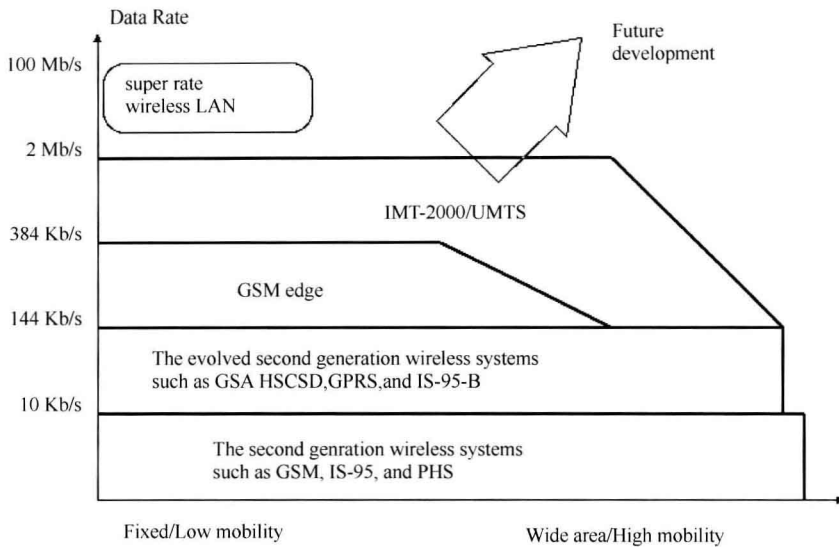 Data Rate
Future
development
100 Mb/s
super rate
wireless LAN
2 Mb/s
IMT-2000/UMTS
384 Kb/s
GSM edge
144 Kb/s
The evolved second generation wireless systems
such as GSA HSCSD,GPRS,and IS-95-B
10 Kb/s
The second genration wireless systems
such as GSM, IS-95, and PHS
Fixed/Low mobility
Wide area/High mobility